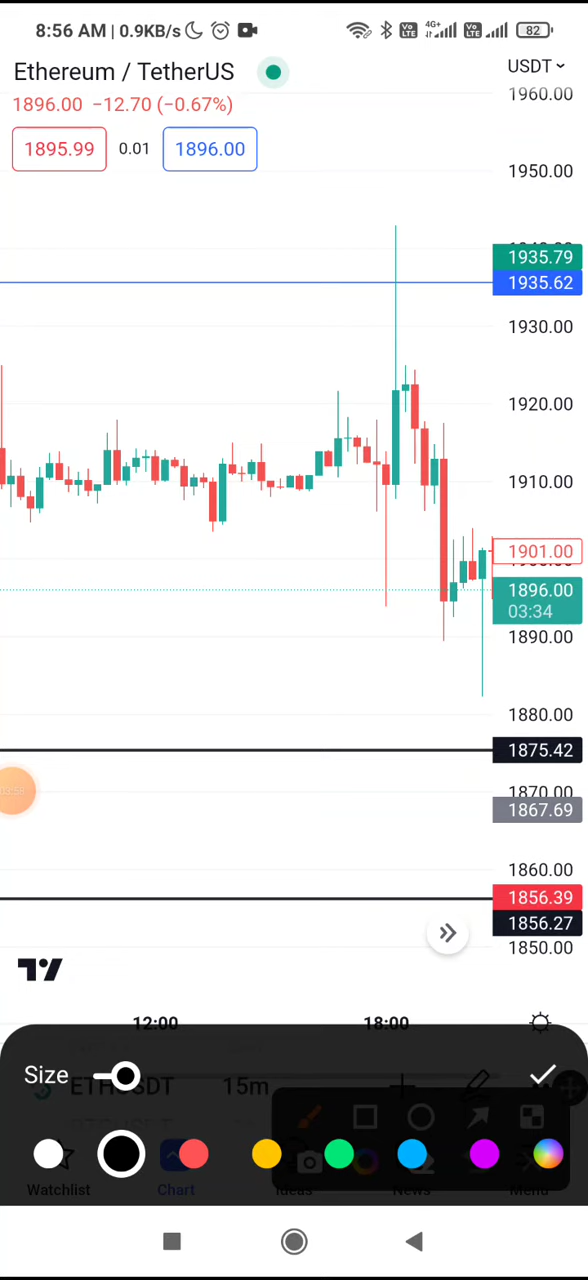 8:56 AM | 0.9KB/s 4G+ 82
Ethereum / TetherUS USDT
1896.00 −12.70 (−0.67%)
1895.99 0.01 1896.00
1960.00
1950.00
1935.79
1935.62
1930.00
1920.00
1910.00
1901.00
1896.00
03:34
1890.00
1880.00
1875.42
1870.00
1867.69
1860.00
1856.39
1856.27
1850.00
12:00 18:00
Size
ETHUSDT 15m
Watchlist Chart Ideas News Menu